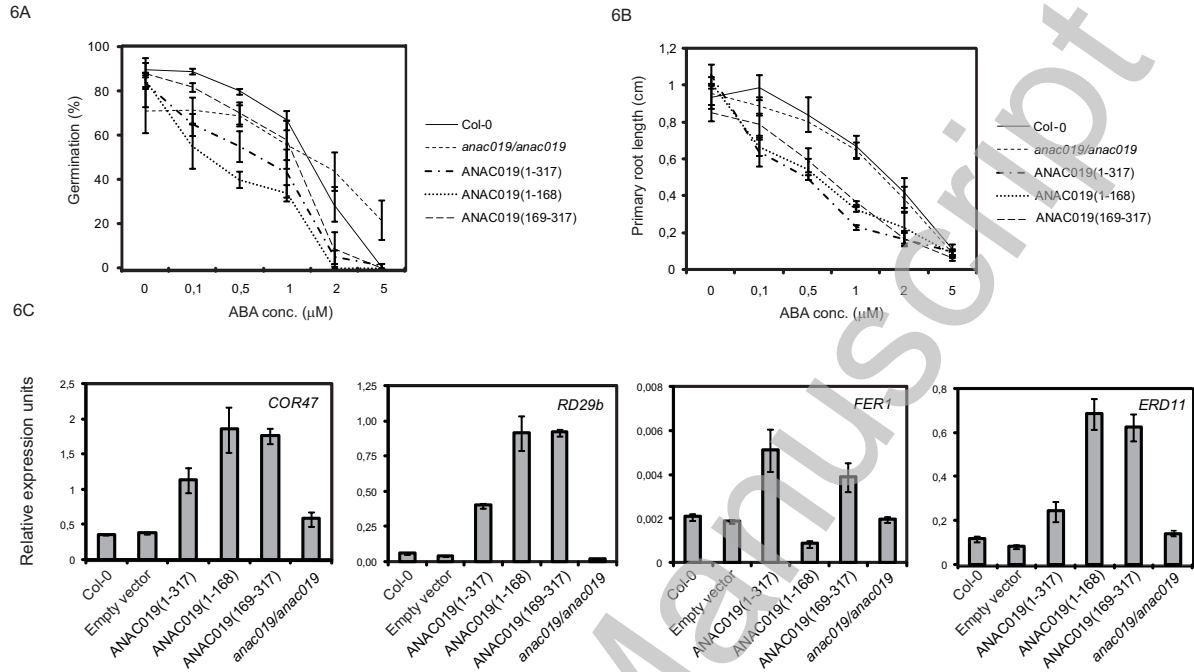 6A
100
80
60
40
20
0
Germination (%)
0 0,1 0,5 1 2 5
ABA conc. (μM)
Col-0
anac019/anac019
ANAC019(1-317)
ANAC019(1-168)
ANAC019(169-317)
6B
1,2
1
0,8
0,6
0,4
0,2
0
Primary root length (cm)
0 0,1 0,5 1 2 5
ABA conc. (μM)
Col-0
anac019/anac019
ANAC019(1-317)
ANAC019(1-168)
ANAC019(169-317)
6C
Relative expression units
COR47
2,5
2
1,5
1
0,5
0
Col-0
Empty vector
ANAC019(1-317)
ANAC019(1-168)
ANAC019(169-317)
anac019/anac019
RD29b
1,25
1,00
0,75
0,50
0,25
0,00
Col-0
Empty vector
ANAC019(1-317)
ANAC019(1-168)
ANAC019(169-317)
anac019/anac019
FER1
0,008
0,006
0,004
0,002
0
Col-0
Empty vector
ANAC019(1-317)
ANAC019(1-168)
ANAC019(169-317)
anac019/anac019
ERD11
0,8
0,6
0,4
0,2
0
Col-0
Empty vector
ANAC019(1-317)
ANAC019(1-168)
ANAC019(169-317)
anac019/anac019
Manuscript